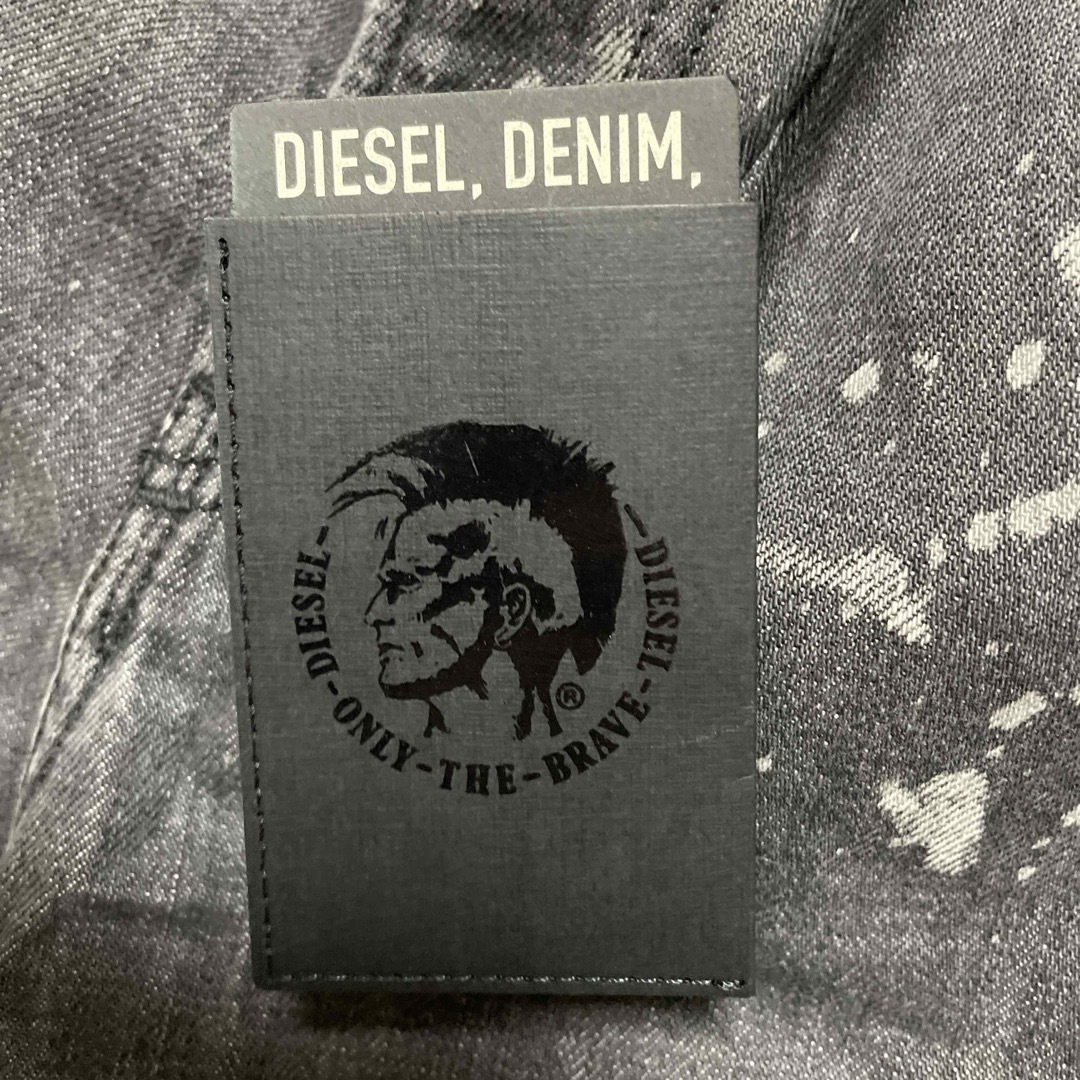 DIESEL, DENIM,
-DIESEL-ONLY-THE-BRAVE-DIESEL-
®